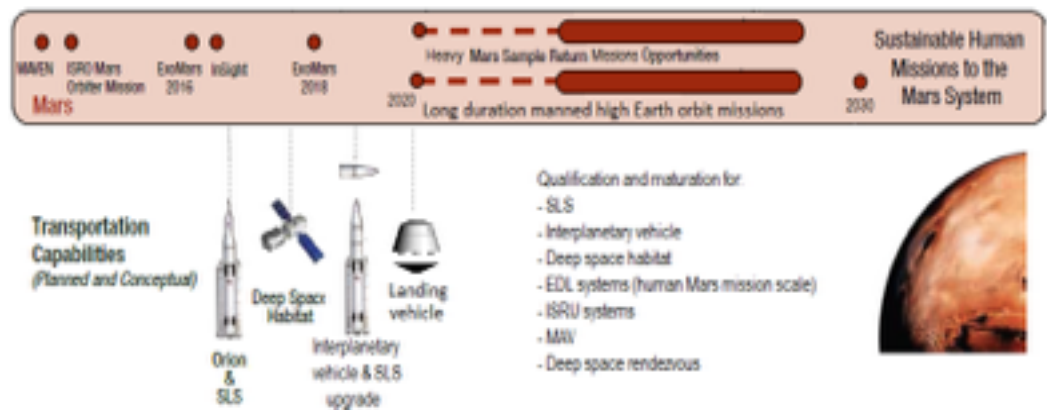 MAVEN
ISRO Mars
Orbiter Mission
ExoMars
2016
InSight
ExoMars
2018
Mars
2020
Heavy Mars Sample Return Missions Opportunities
Long duration manned high Earth orbit missions
2030
Sustainable Human
Missions to the
Mars System
Transportation
Capabilities
(Planned and Conceptual)
Orion
&
SLS
Deep Space
Habitat
Interplanetary
vehicle & SLS
upgrade
Landing
vehicle
Qualification and maturation for:
- SLS
- Interplanetary vehicle
- Deep space habitat
- EDL systems (human Mars mission scale)
- ISRU systems
- MAV
- Deep space rendezvous